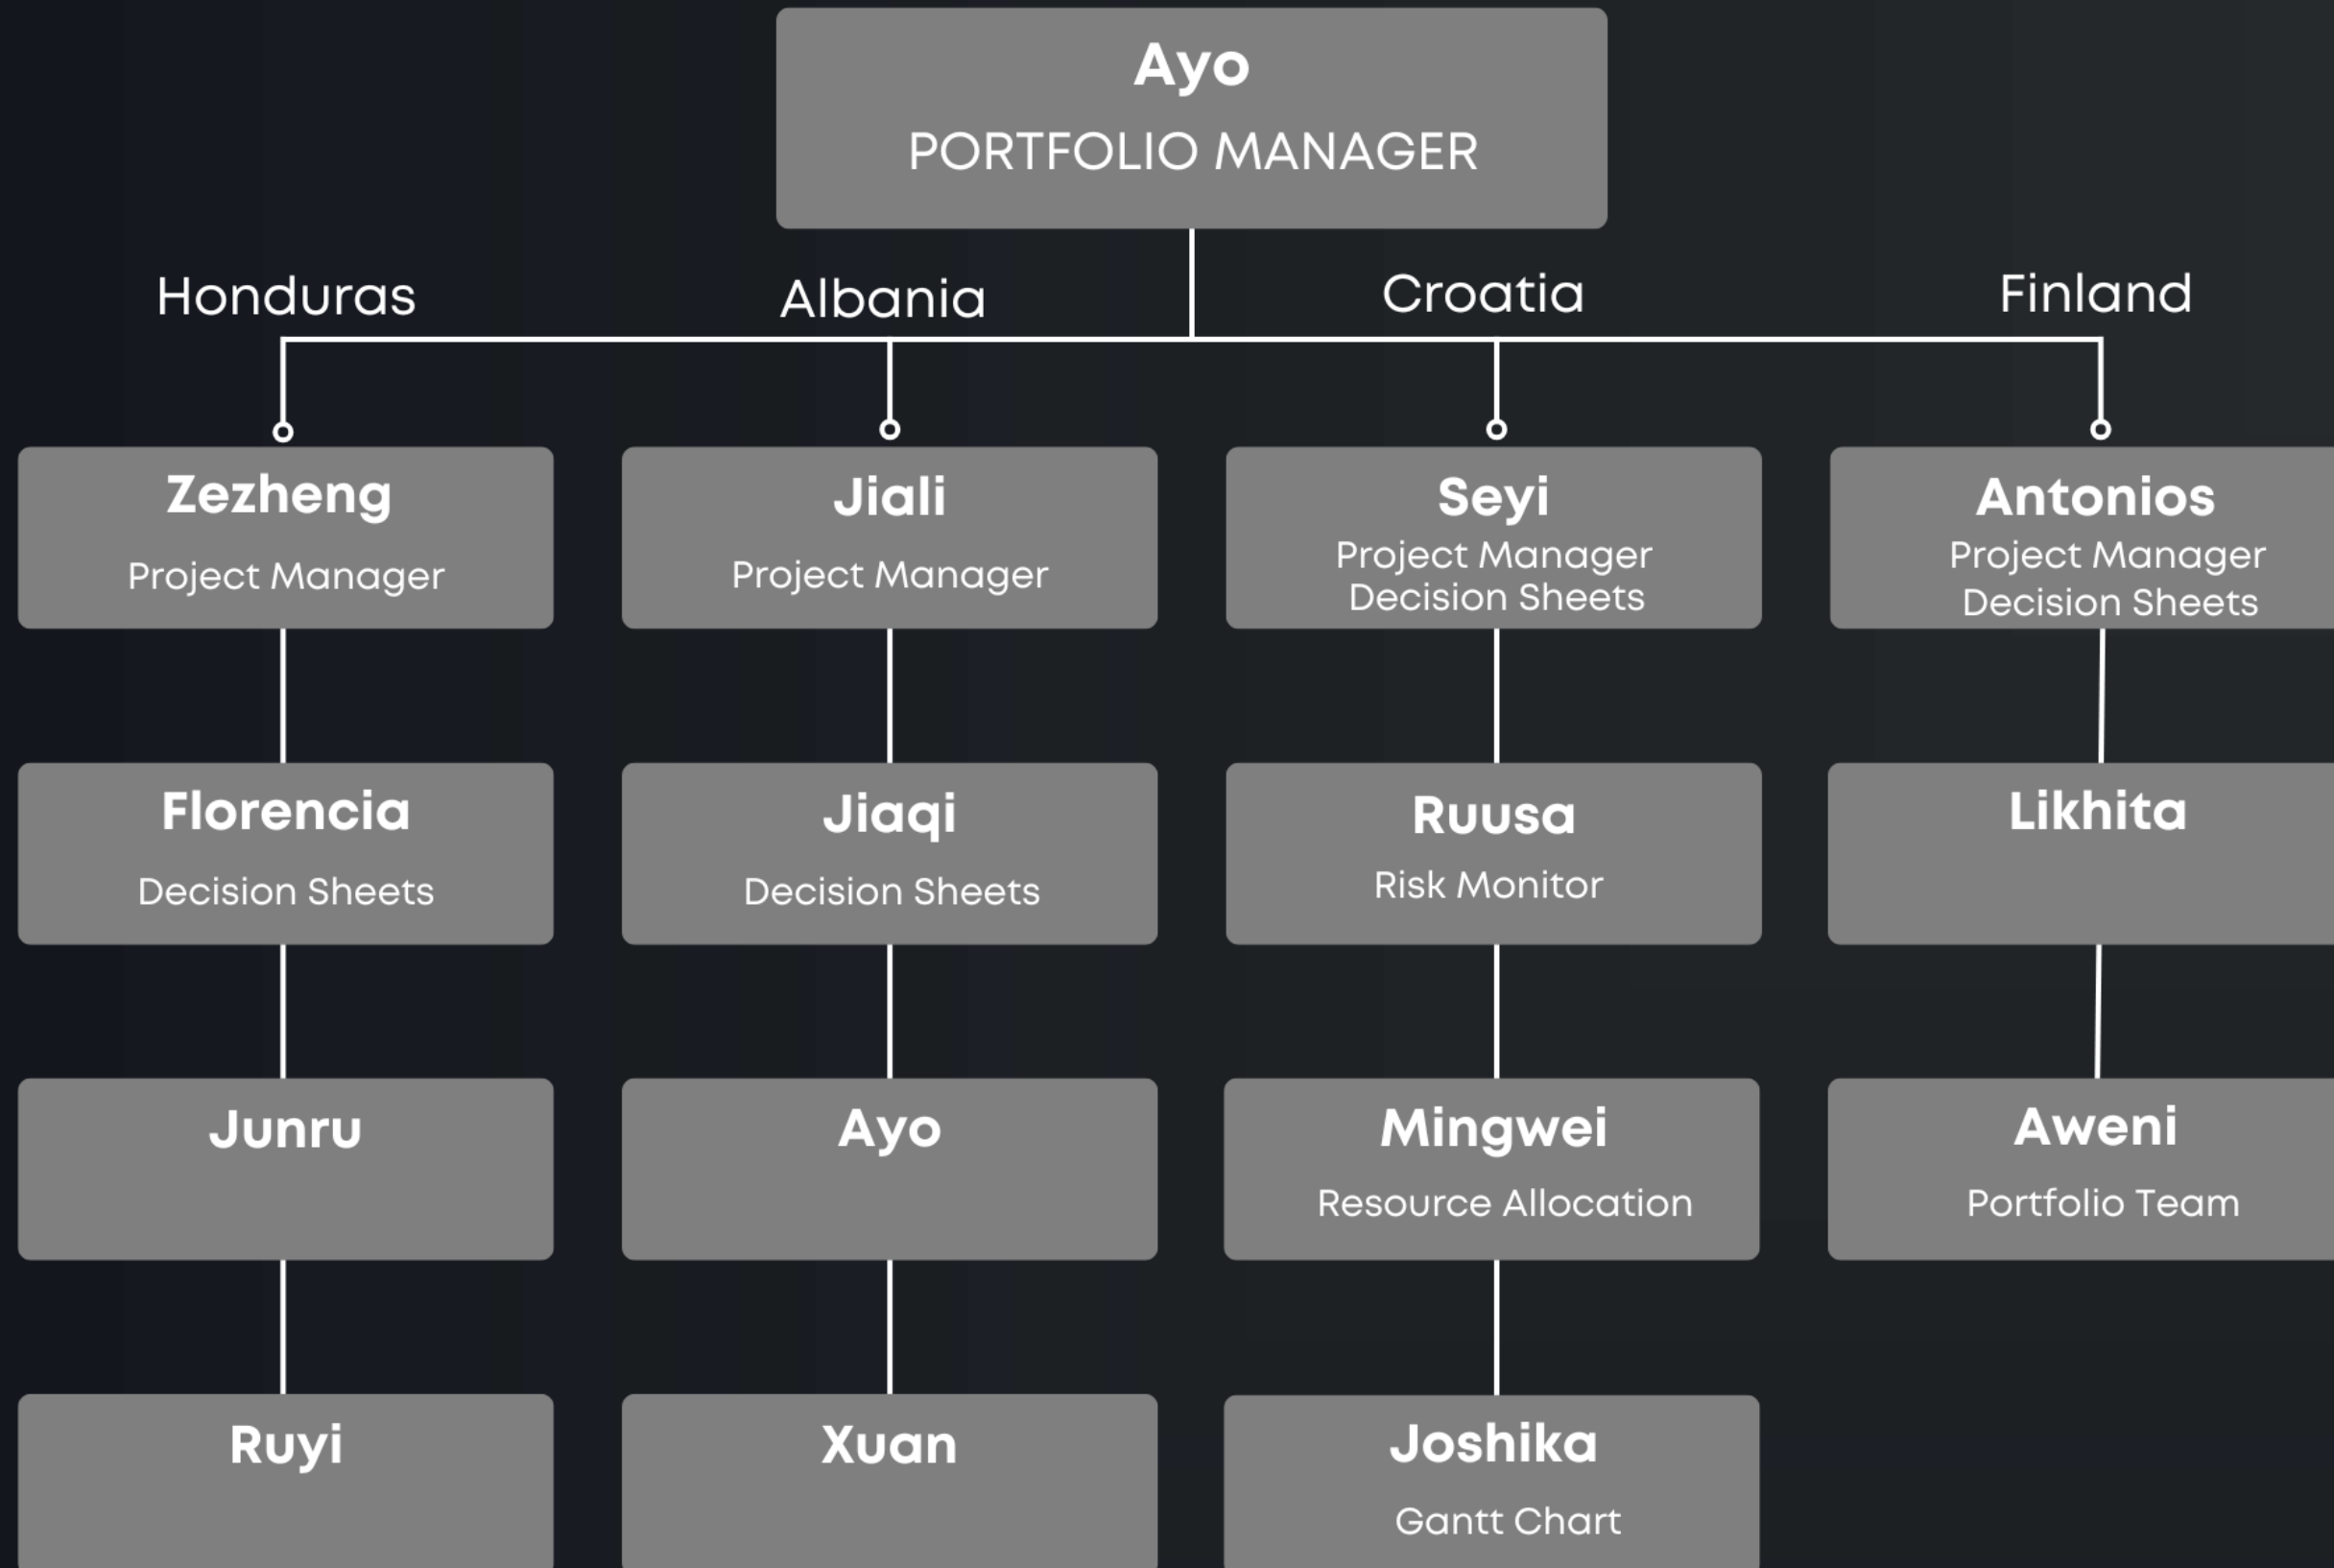 Ayo
PORTFOLIO MANAGER
Honduras
Albania
Croatia
Finland
Zezheng
Project Manager
Jiali
Project Manager
Seyi
Project Manager
Decision Sheets
Antonios
Project Manager
Decision Sheets
Florencia
Decision Sheets
Jiaqi
Decision Sheets
Ruusa
Risk Monitor
Likhita
Junru
Ayo
Mingwei
Resource Allocation
Aweni
Portfolio Team
Ruyi
Xuan
Joshika
Gantt Chart